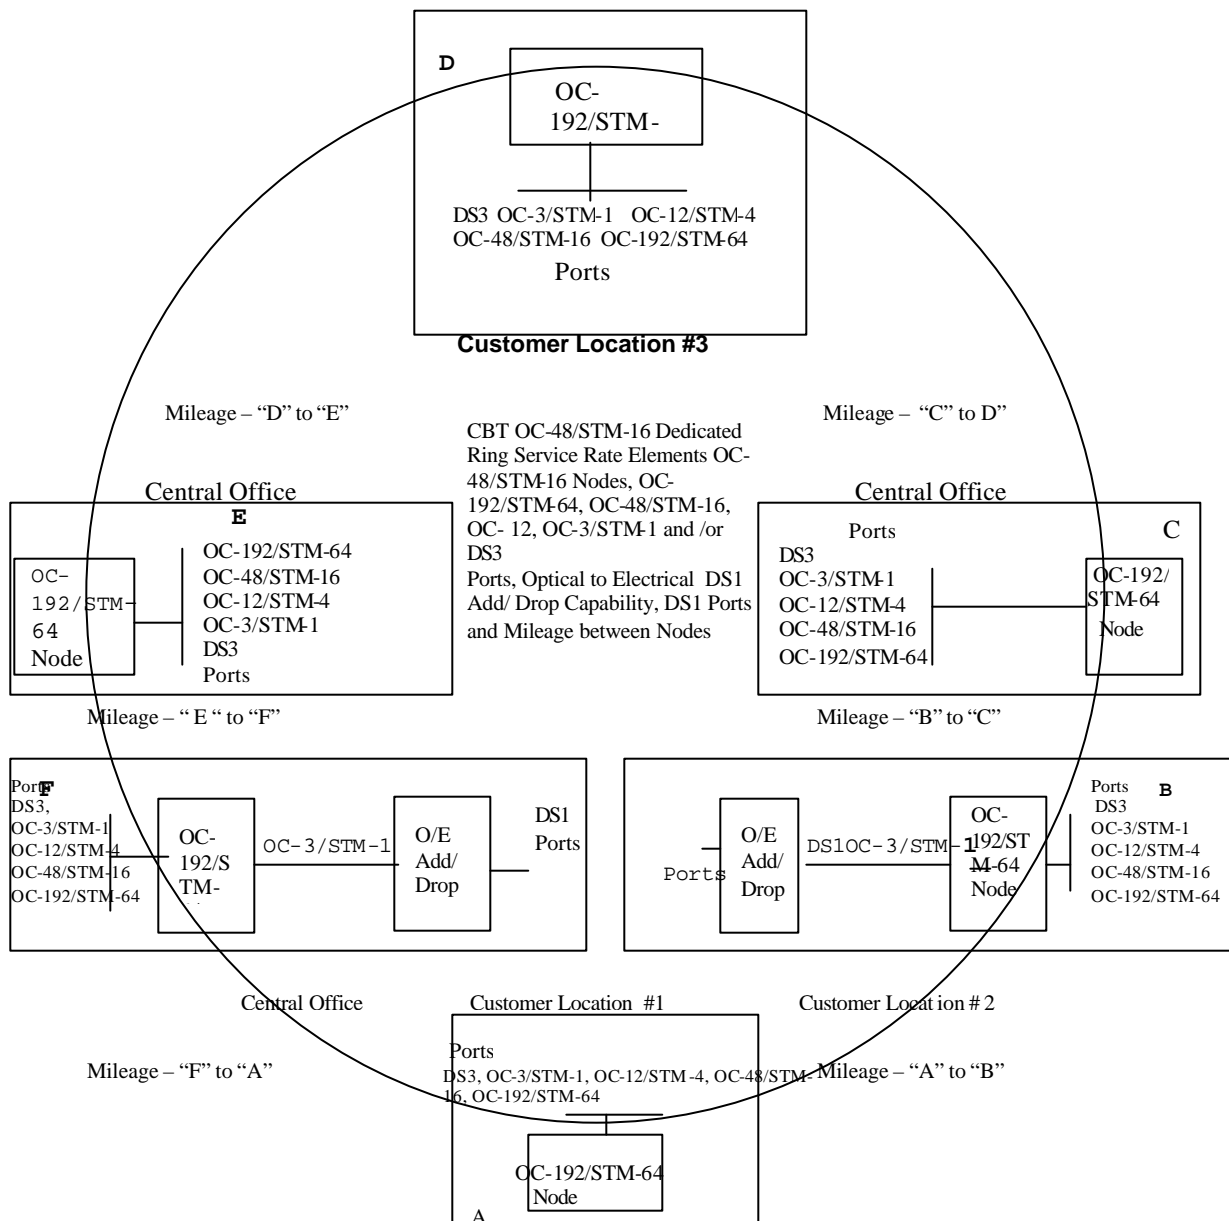 D
OC-
192/STM-
DS3 OC-3/STM-1 OC-12/STM-4
OC-48/STM-16 OC-192/STM-64
Ports
Customer Location #3
Mileage – “D” to “E”
Mileage – “C” to D”
CBT OC-48/STM-16 Dedicated
Ring Service Rate Elements OC-
48/STM-16 Nodes, OC-
192/STM-64, OC-48/STM-16,
OC- 12, OC-3/STM-1 and /or
DS3
Ports, Optical to Electrical DS1
Add/ Drop Capability, DS1 Ports
and Mileage between Nodes
Central Office
E
OC-
192/STM-
64
Node
OC-192/STM-64
OC-48/STM-16
OC-12/STM-4
OC-3/STM-1
DS3
Ports
Central Office
Ports
C
DS3
OC-3/STM-1
OC-12/STM-4
OC-48/STM-16
OC-192/STM-64
OC-192/
STM-64
Node
Mileage – “ E “ to “F”
Mileage – “B” to “C”
Ports
F
DS3,
OC-3/STM-1
OC-12/STM-4
OC-48/STM-16
OC-192/STM-64
OC-
192/S
TM-
OC-3/STM-1
O/E
Add/
Drop
DS1
Ports
Ports
O/E
Add/
Drop
DS1OC-3/STM-1
OC-
192/ST
M-64
Node
Ports
B
DS3
OC-3/STM-1
OC-12/STM-4
OC-48/STM-16
OC-192/STM-64
Central Office
Customer Location #1
Customer Locat ion # 2
Mileage – “F” to “A”
Mileage – “A” to “B”
Ports
DS3, OC-3/STM-1, OC-12/STM-4, OC-48/STM-
16, OC-192/STM-64
OC-192/STM-64
Node
A